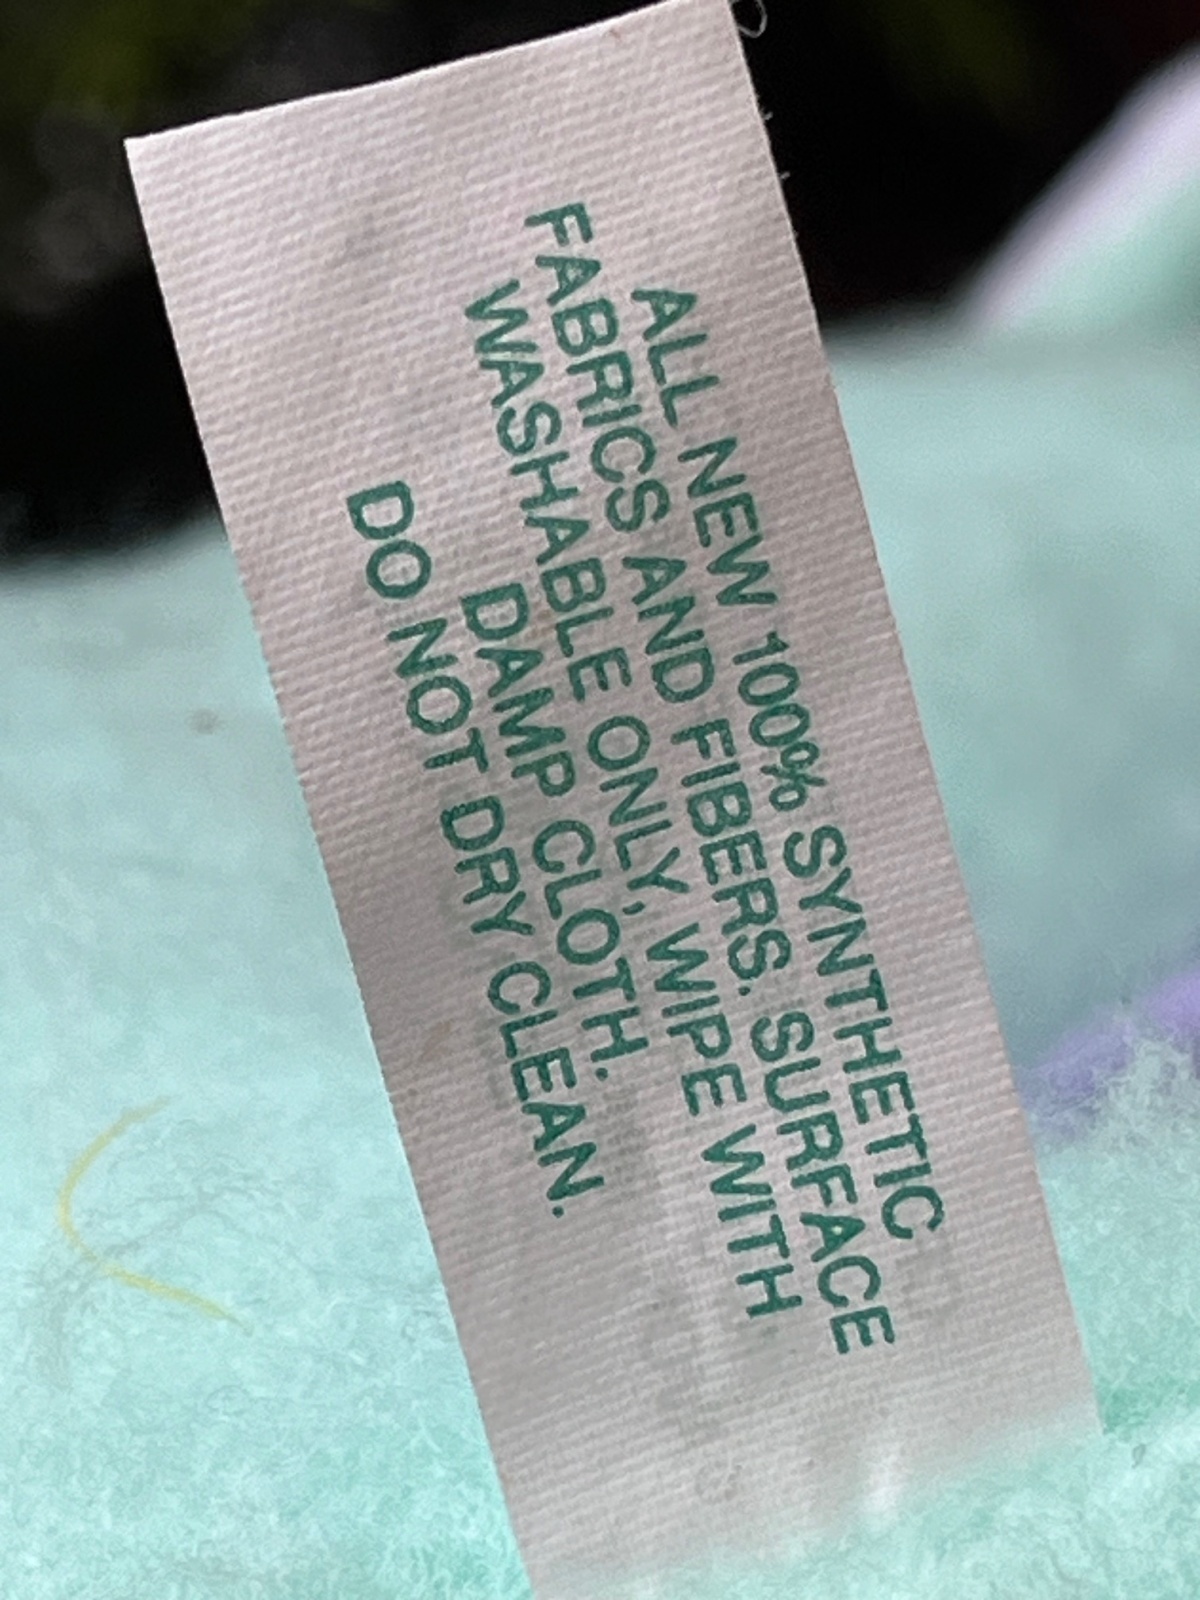 ALL NEW 100% SYNTHETIC
FABRICS AND FIBERS. SURFACE
WASHABLE ONLY, WIPE WITH
DAMP CLOTH.
DO NOT DRY CLEAN.